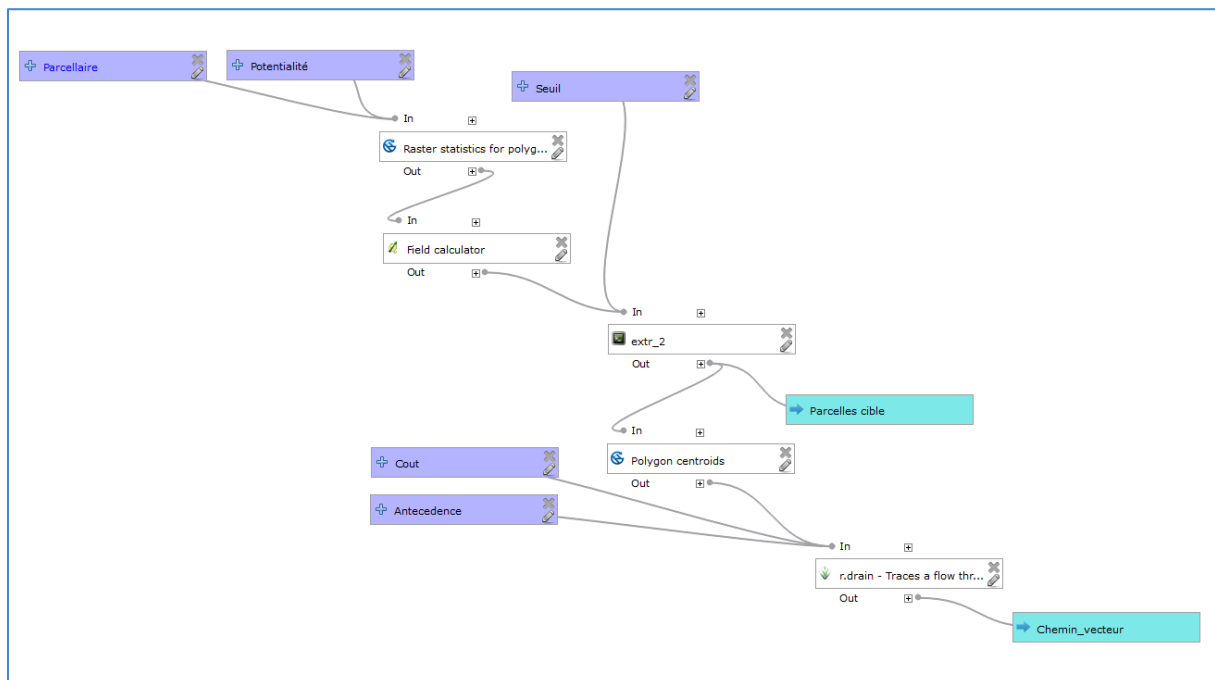 Parcellaire
Potentialité
Seuil
In
Raster statistics for polyg...
Out
In
Field calculator
Out
In
extr_2
Out
Parcelles cible
In
Polygon centroids
Out
Cout
Antecedence
In
r.drain - Traces a flow thr...
Out
Chemin_vecteur